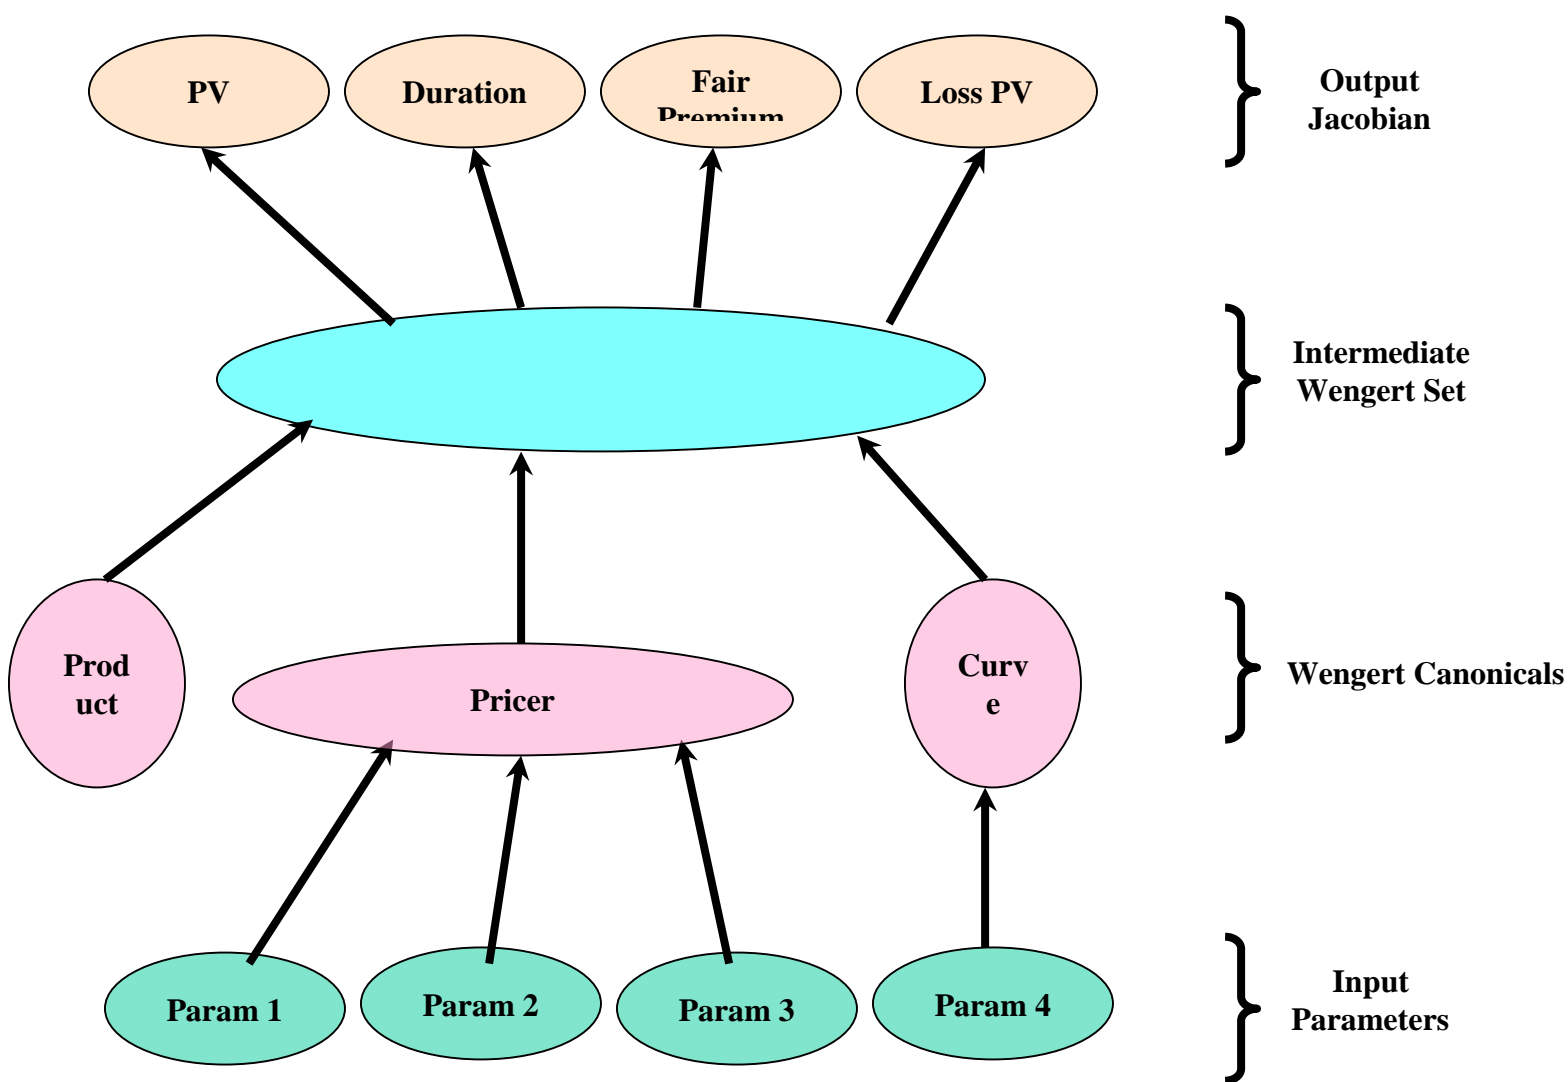 PV
Duration
Fair
Premium
Loss PV
Output
Jacobian
Intermediate
Wengert Set
Prod
uct
Pricer
Curv
e
Wengert Canonicals
Param 1
Param 2
Param 3
Param 4
Input
Parameters